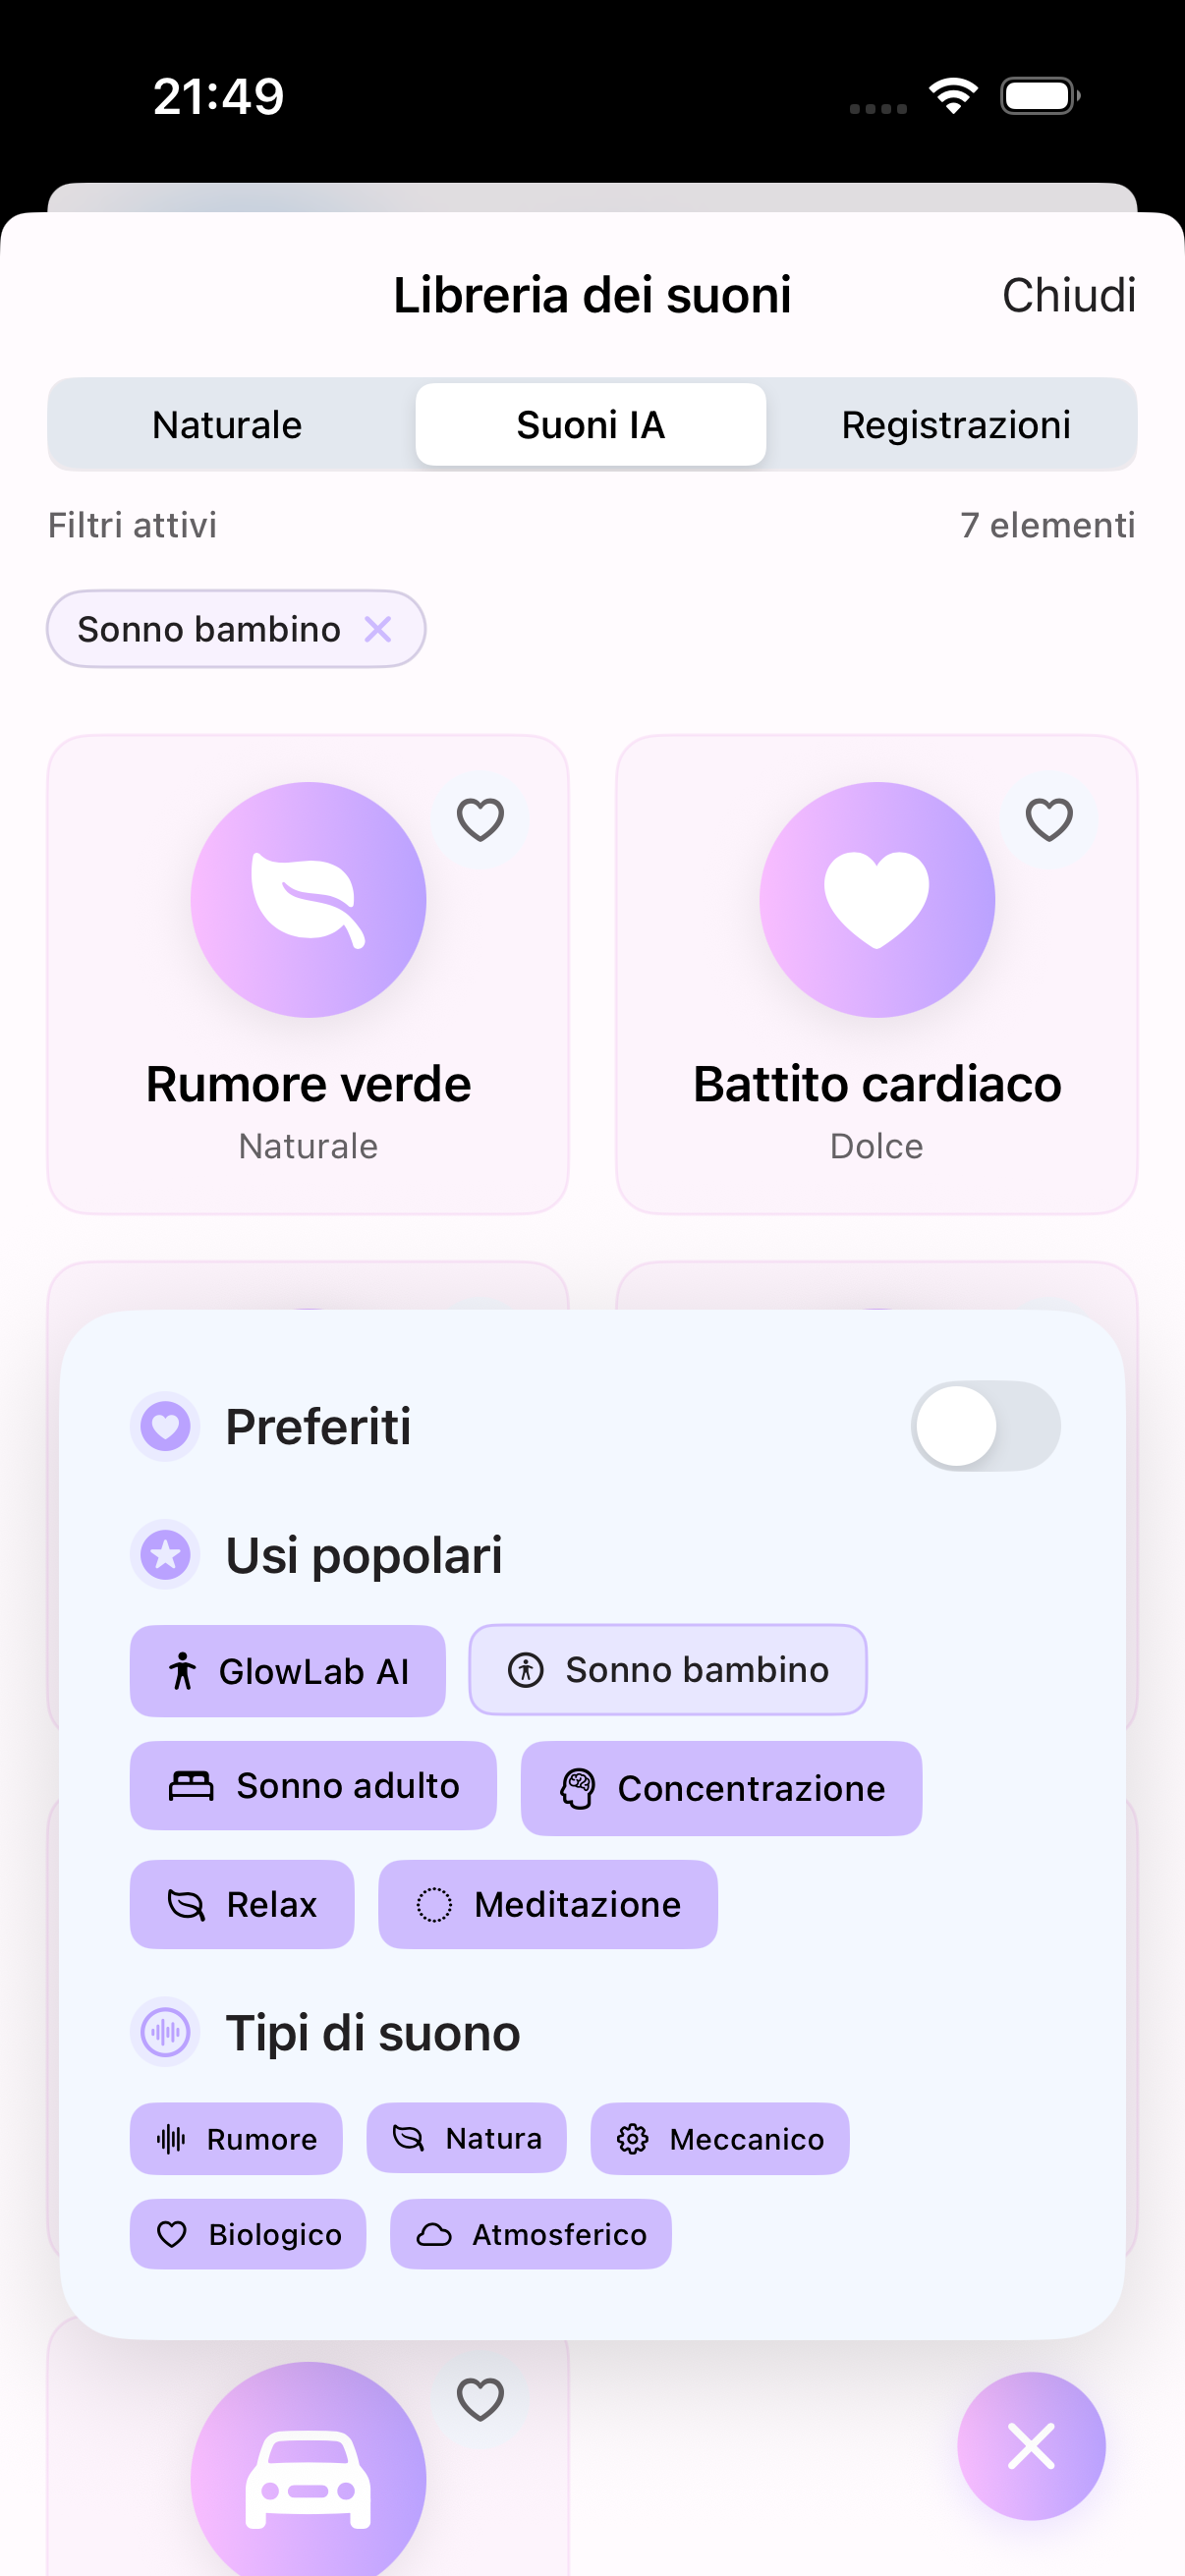 21:49
Libreria dei suoni Chiudi
Naturale Suoni IA Registrazioni
Filtri attivi 7 elementi
Sonno bambino
Rumore verde Battito cardiaco
Naturale Dolce
Preferiti
Usi popolari
GlowLab AI Sonno bambino
Sonno adulto Concentrazione
Relax Meditazione
Tipi di suono
Rumore Natura Meccanico
Biologico Atmosferico